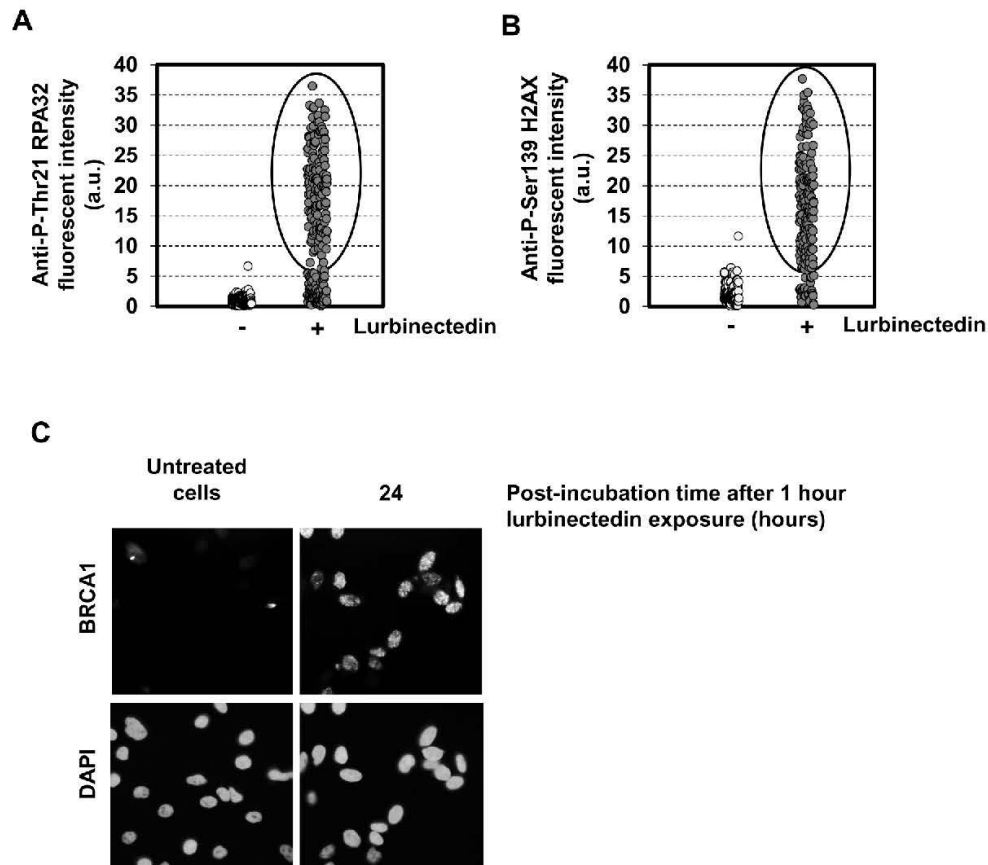 A
Anti-P-Thr21 RPA32
fluorescent intensity
(a.u.)
40
35
30
25
20
15
10
5
0
-
+
Lurbinectedin
B
Anti-P-Ser139 H2AX
fluorescent intensity
(a.u.)
40
35
30
25
20
15
10
5
0
-
+
Lurbinectedin
C
Untreated
cells
24
Post-incubation time after 1 hour
lurbinectedin exposure (hours)
BRCA1
DAPI